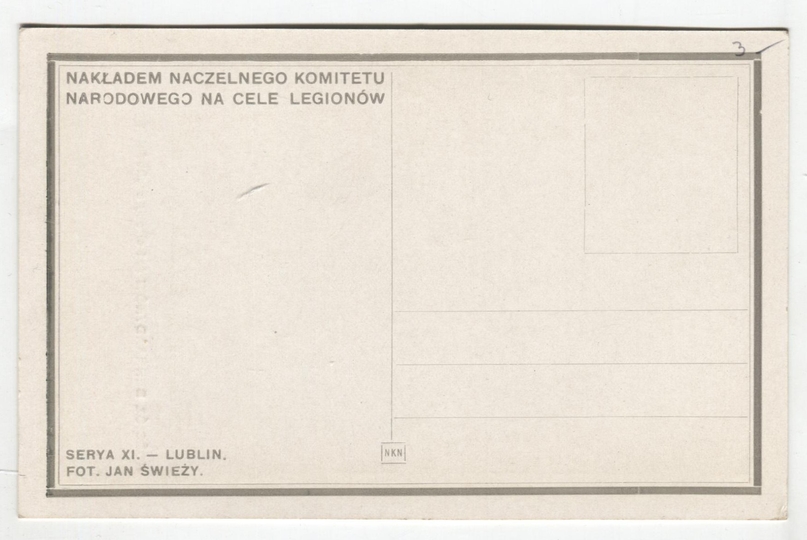 3
NAKŁADEM NACZELNEGO KOMITETU
NARODOWEGO NA CELE LEGIONÓW
SERYA XI. — LUBLIN.
FOT. JAN ŚWIEŻY.
NKN